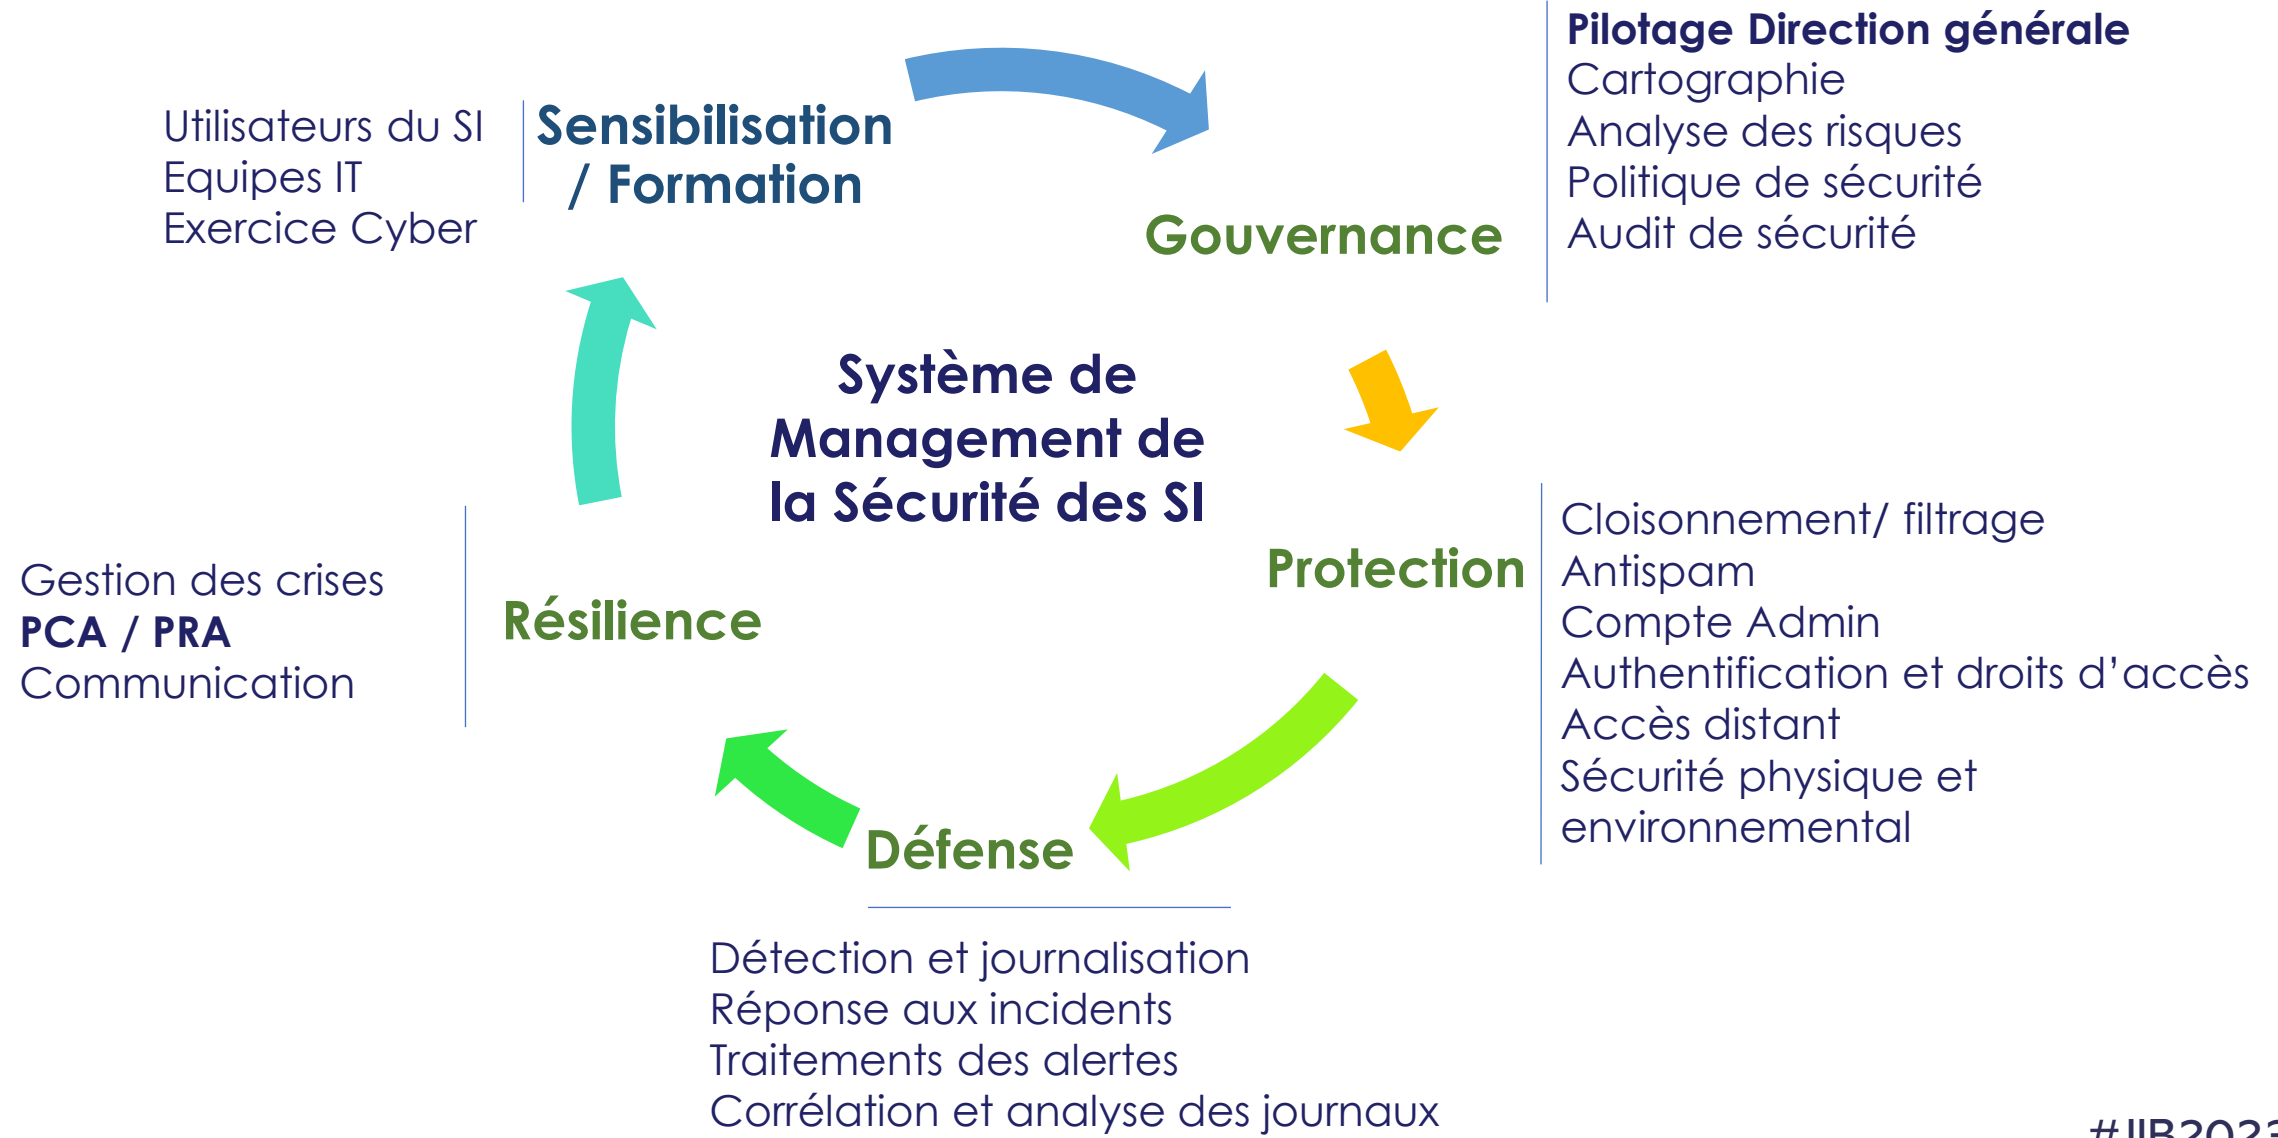 Pilotage Direction générale
Cartographie
Analyse des risques
Politique de sécurité
Audit de sécurité
Utilisateurs du SI
Equipes IT
Exercice Cyber
Sensibilisation
/ Formation
Gouvernance
Système de
Management de
la Sécurité des SI
Protection
Cloisonnement/ filtrage
Antispam
Compte Admin
Authentification et droits d’accès
Accès distant
Sécurité physique et
environnemental
Gestion des crises
PCA / PRA
Communication
Résilience
Défense
Détection et journalisation
Réponse aux incidents
Traitements des alertes
Corrélation et analyse des journaux